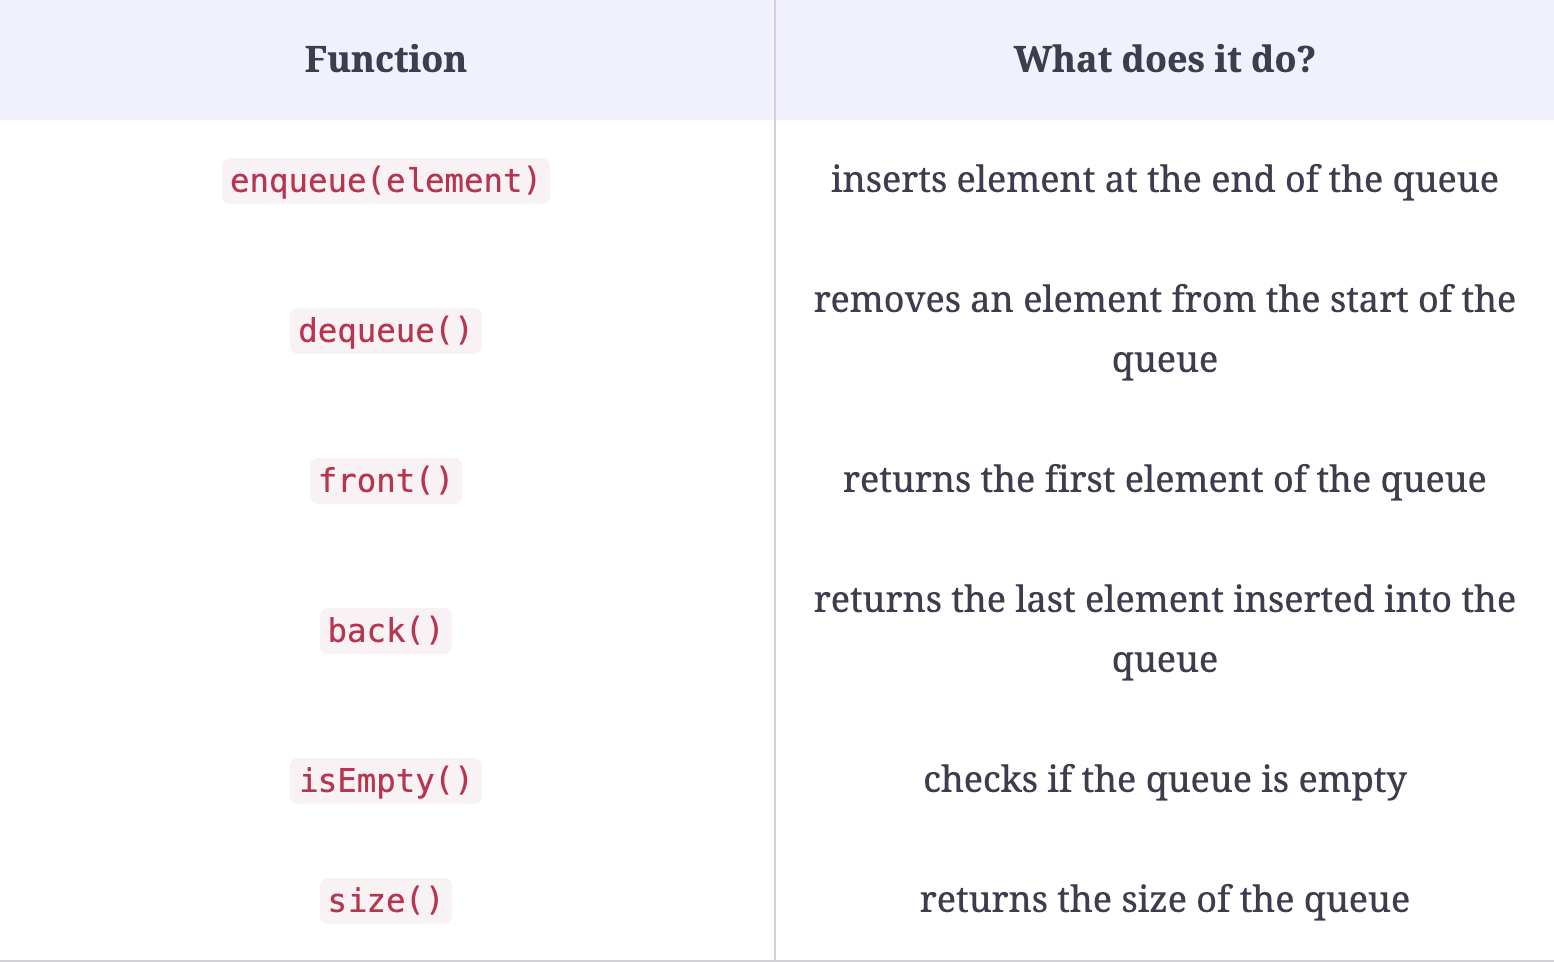 Function What does it do?
enqueue(element) inserts element at the end of the queue
removes an element from the start of the
dequeue()
queue
front() returns the first element of the queue
returns the last element inserted into the
back()
queue
isEmpty() checks if the queue is empty
size() returns the size of the queue